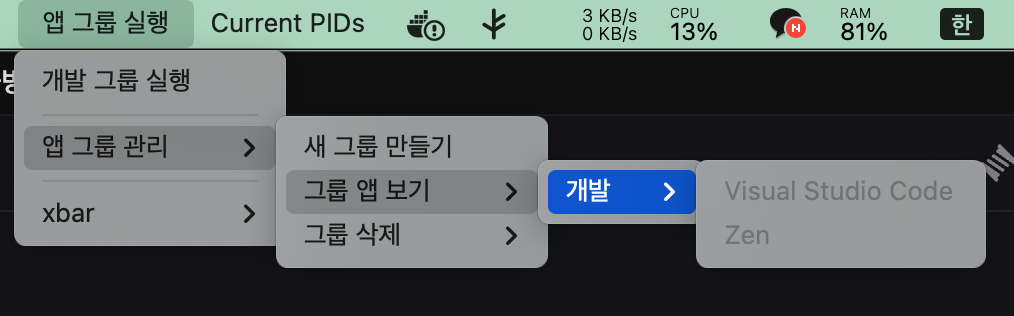 앱 그룹 실행 Current PIDs 3 KB/s 0 KB/s CPU 13% N RAM 81% 한
개발 그룹 실행
앱 그룹 관리
xbar
새 그룹 만들기
그룹 앱 보기
그룹 삭제
개발
Visual Studio Code
Zen